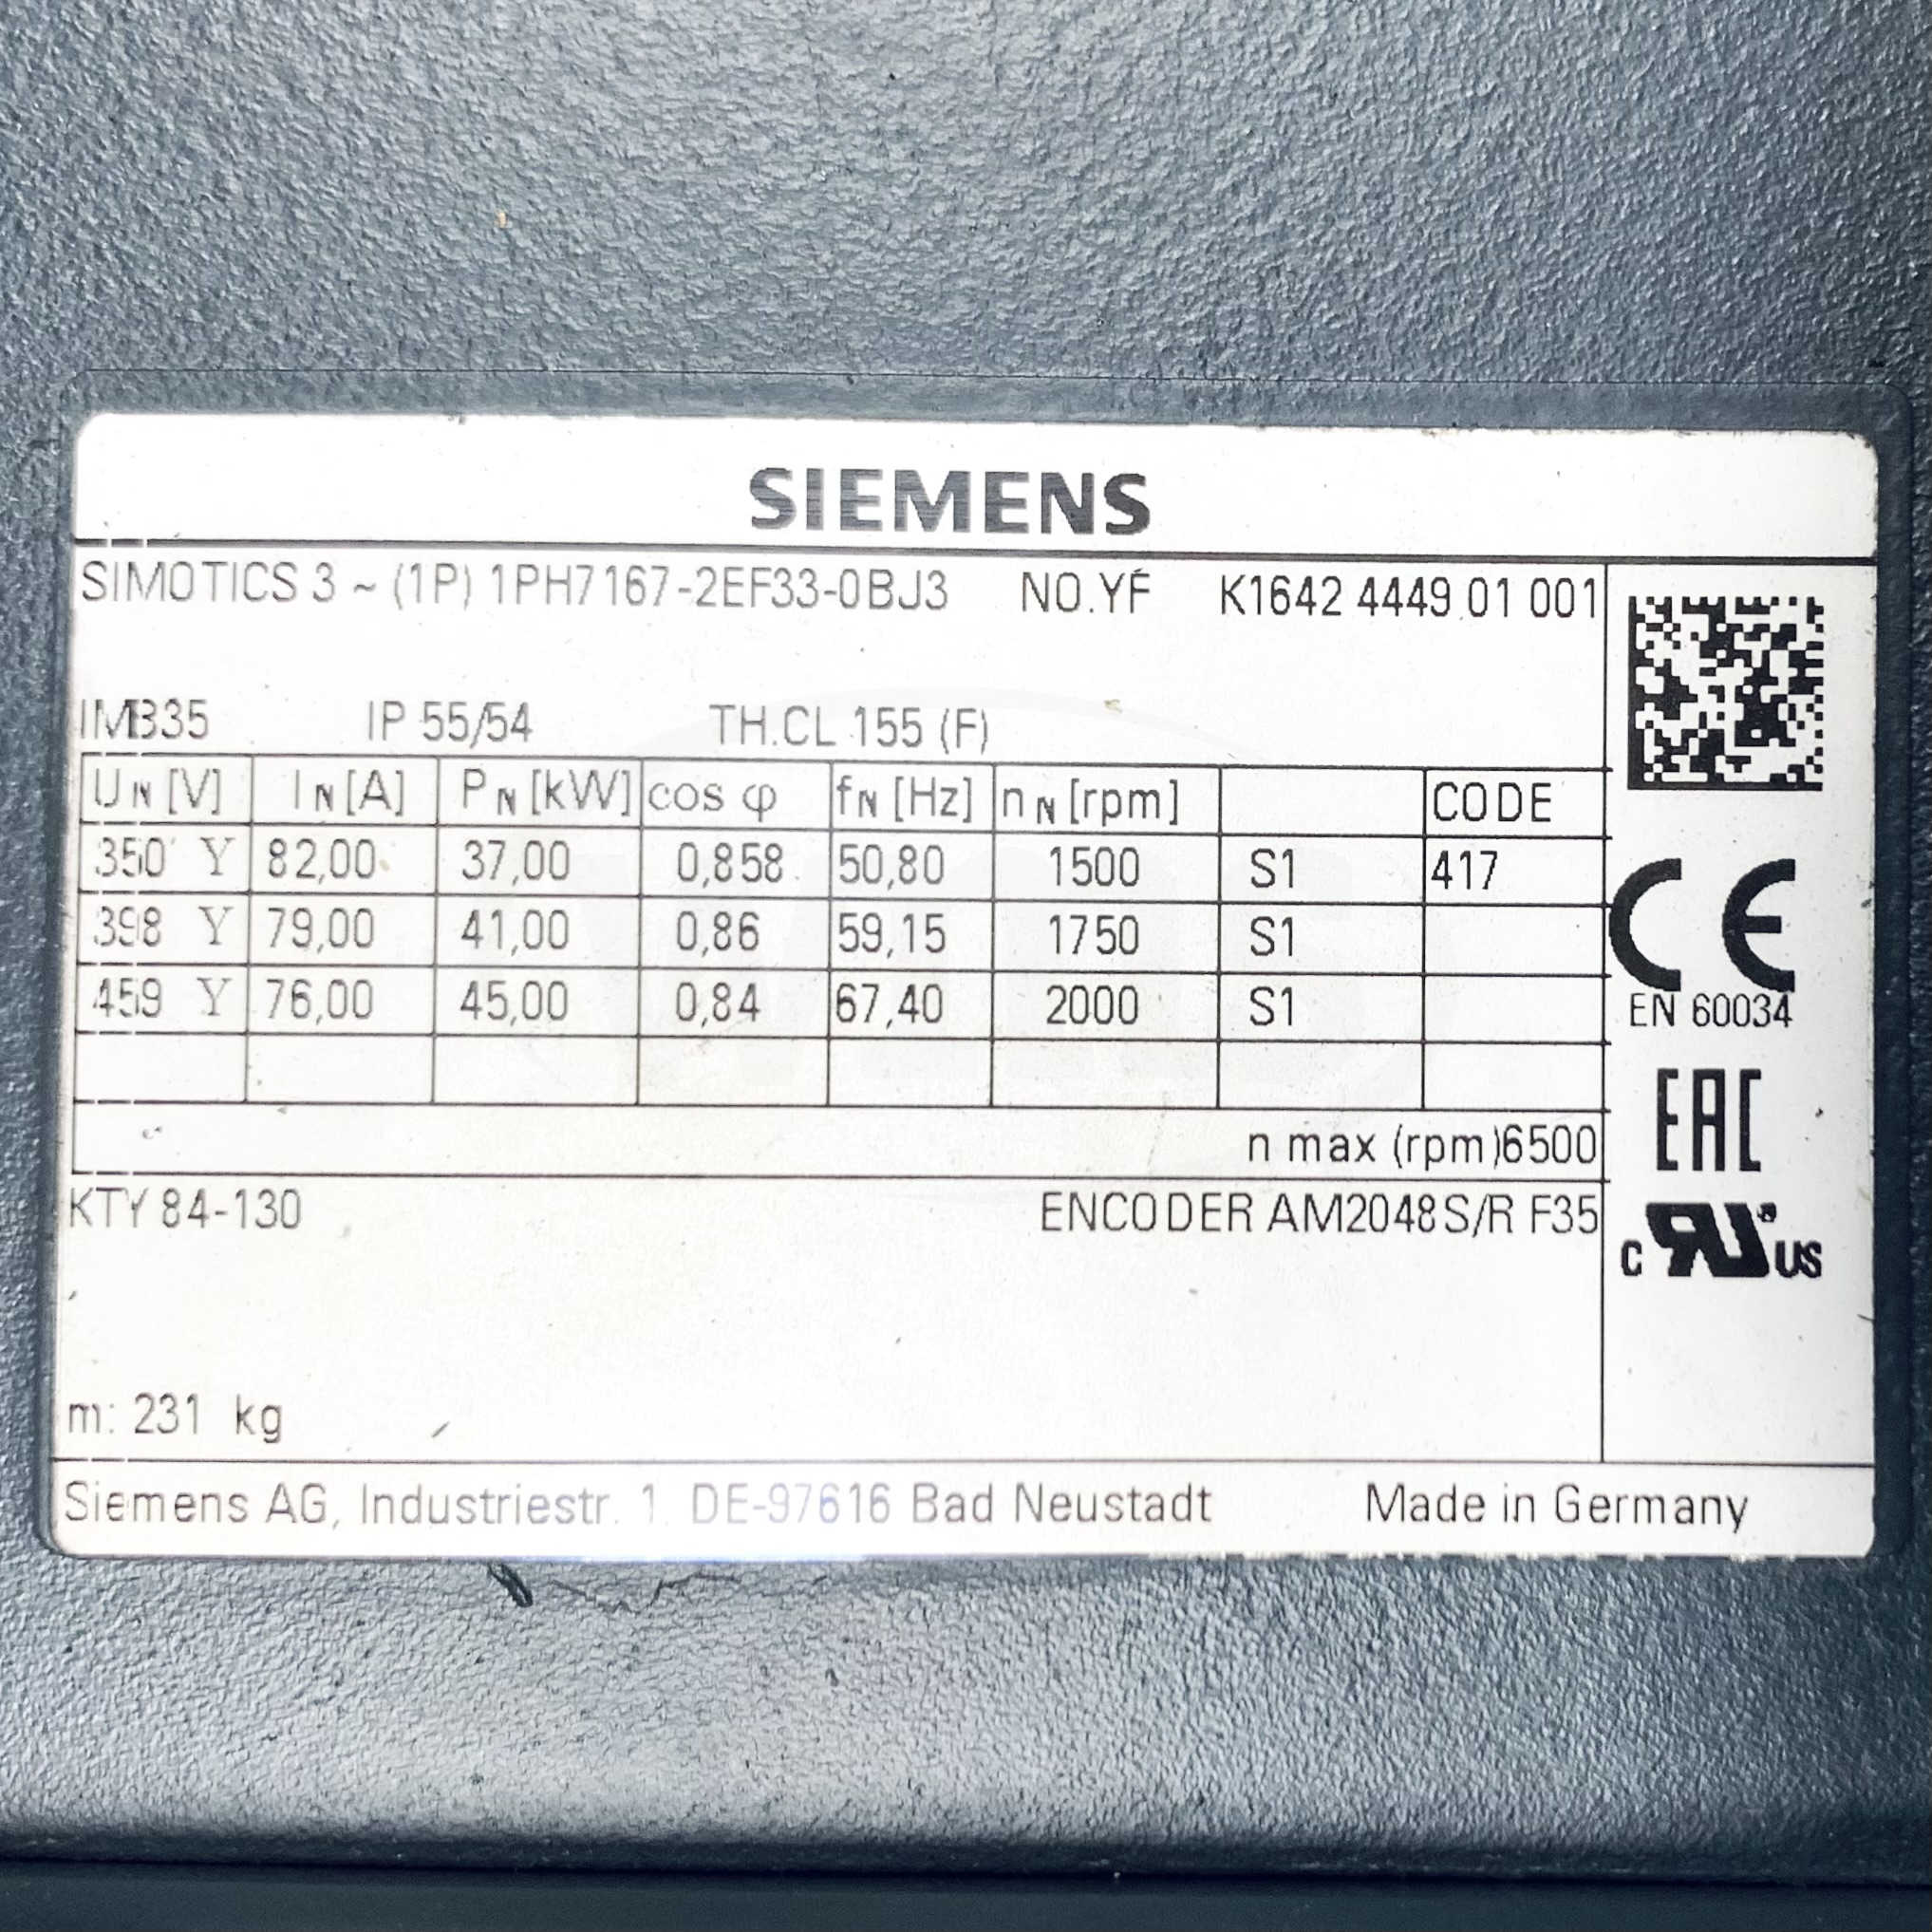 SIEMENS
SIMOTICS 3 ~ (1P) 1PH7167-2EF33-0BJ3 NO.YF K1642 4449 01 001
IMB35 IP 55/54 TH.CL 155 (F)
UN [V] IN [A] PN [kW] cos φ fN [Hz] nN [rpm] CODE
350 Y 82,00 37,00 0,858 50,80 1500 S1 417
398 Y 79,00 41,00 0,86 59,15 1750 S1
459 Y 76,00 45,00 0,84 67,40 2000 S1
n max (rpm)6500
KTY 84-130 ENCODER AM2048S/R F35
m: 231 kg
Siemens AG, Industriestr. 1 DE-97616 Bad Neustadt Made in Germany
CE
EN 60034
EAC
c RU US